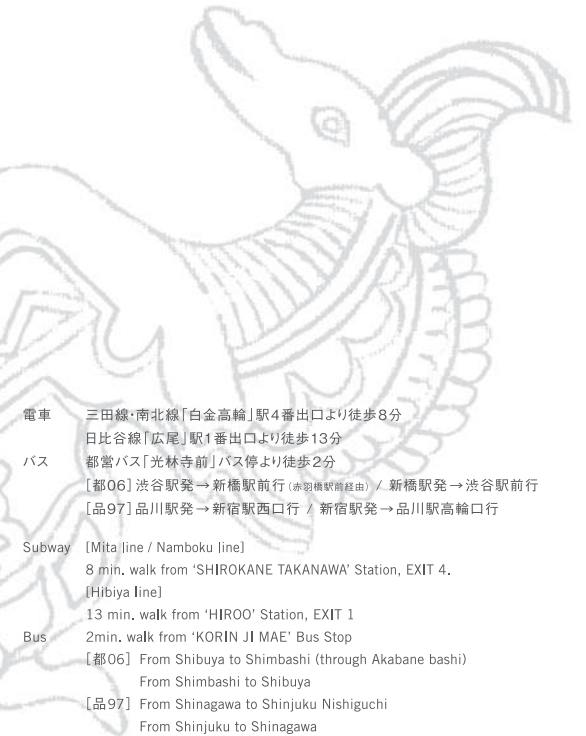 電車 三田線・南北線「白金高輪」駅4番出口より徒歩8分
日比谷線「広尾」駅1番出口より徒歩13分
バス 都営バス「光林寺前」バス停より徒歩2分
[都06] 渋谷駅発→新橋駅前行(赤羽橋駅前経由) / 新橋駅発→渋谷駅前行
[品97] 品川駅発→新宿駅西口行 / 新宿駅発→品川駅高輪口行
Subway [Mita line / Namboku line]
8 min. walk from ‘SHIROKANE TAKANAWA’ Station, EXIT 4.
[Hibiya line]
13 min. walk from ‘HIROO’ Station, EXIT 1
Bus 2min. walk from ‘KORIN JI MAE’ Bus Stop
[都06] From Shibuya to Shimbashi (through Akabane bashi)
From Shimbashi to Shibuya
[品97] From Shinagawa to Shinjuku Nishiguchi
From Shinjuku to Shinagawa